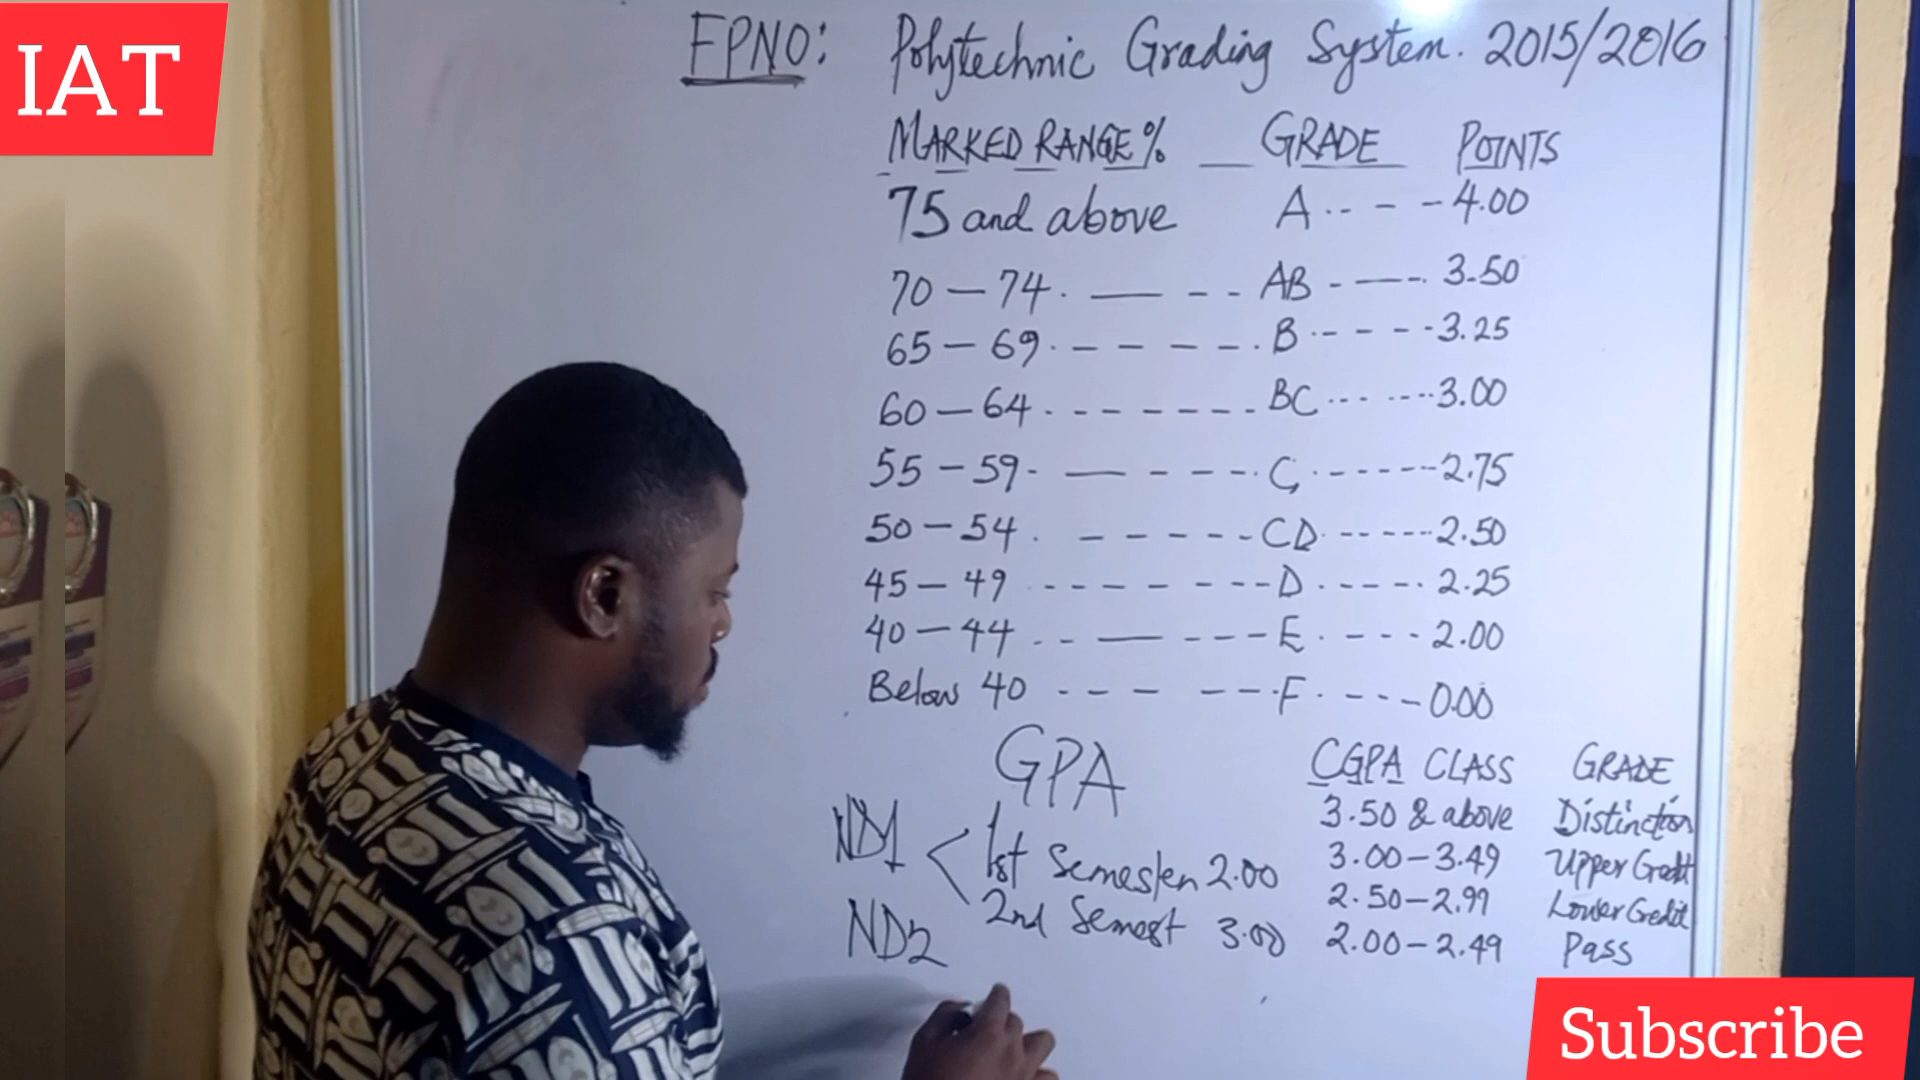 IAT
FPNO: Polytechnic Grading System. 2015/2016
MARKED RANGE % GRADE POINTS
75 and above A 4.00
70 - 74 AB 3.50
65 - 69 B 3.25
60 - 64 BC 3.00
55 - 59 C 2.75
50 - 54 CD 2.50
45 - 49 D 2.25
40 - 44 E 2.00
Below 40 F 0.00
GPA
ND1 < 1st Semester 2.00
2nd Semest 3.00
ND2
CGPA CLASS GRADE
3.50 & above Distinction
3.00 - 3.49 Upper Credit
2.50 - 2.99 Lower Credit
2.00 - 2.49 Pass
Subscribe